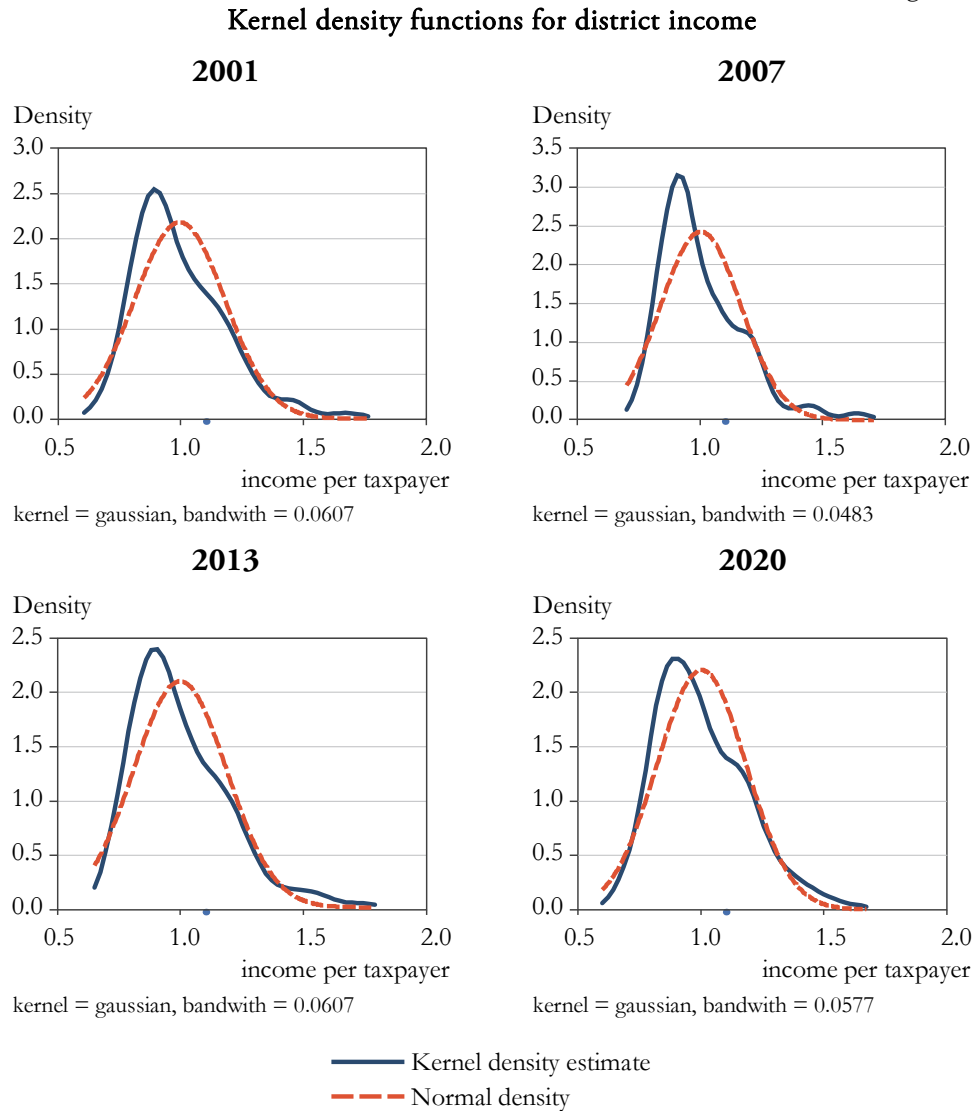 Kernel density functions for district income
2001
Density
3.0
2.5
2.0
1.5
1.0
0.5
0.0
0.5 1.0 1.5 2.0
income per taxpayer
kernel = gaussian, bandwith = 0.0607
2007
Density
3.5
3.0
2.5
2.0
1.5
1.0
0.5
0.0
0.5 1.0 1.5 2.0
income per taxpayer
kernel = gaussian, bandwith = 0.0483
2013
Density
2.5
2.0
1.5
1.0
0.5
0.0
0.5 1.0 1.5 2.0
income per taxpayer
kernel = gaussian, bandwith = 0.0607
2020
Density
2.5
2.0
1.5
1.0
0.5
0.0
0.5 1.0 1.5 2.0
income per taxpayer
kernel = gaussian, bandwith = 0.0577
Kernel density estimate
Normal density